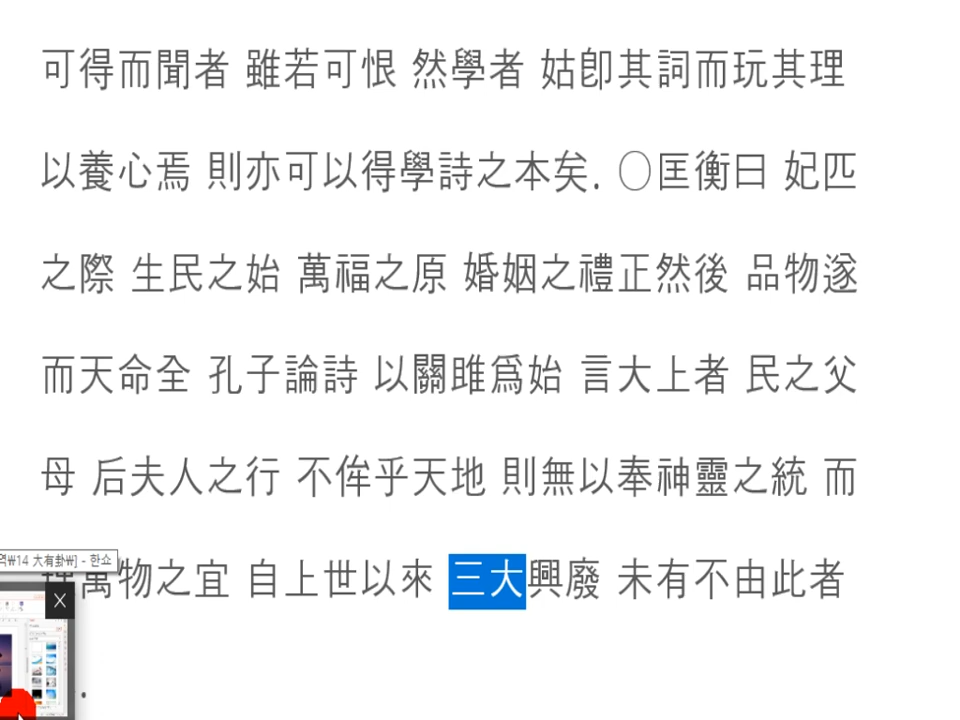 可得而聞者 雖若可恨 然學者 姑卽其詞而玩其理
以養心焉 則亦可以得學詩之本矣. ○匡衡曰 妃匹
之際 生民之始 萬福之原 婚姻之禮正然後 品物遂
而天命全 孔子論詩 以關雎爲始 言大上者 民之父
母 后夫人之行 不侔乎天地 則無以奉神靈之統 而
萬物之宜 自上世以來 三大興廢 未有不由此者
.
역₩14 大有卦₩] - 한쇼